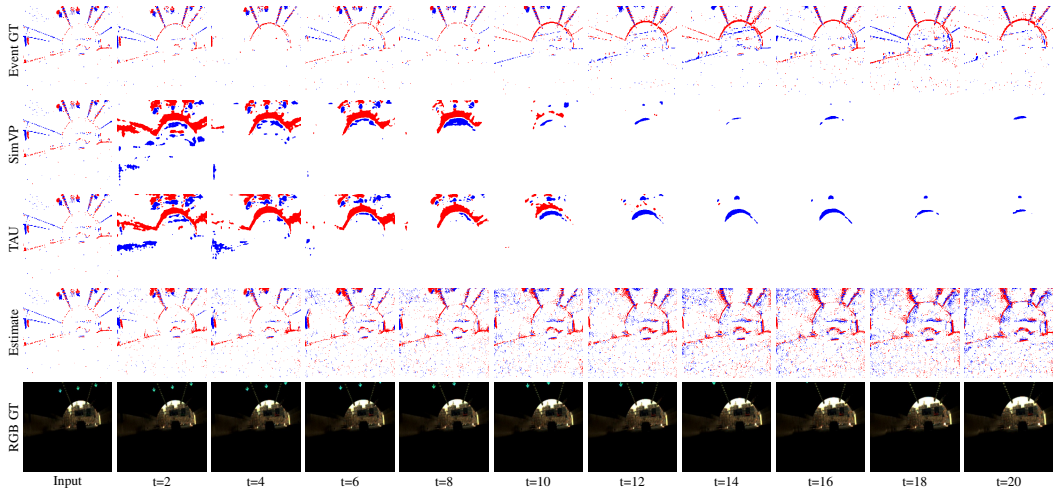 Event GT
SimVP
TAU
Estimate
RGB GT
Input t=2 t=4 t=6 t=8 t=10 t=12 t=14 t=16 t=18 t=20